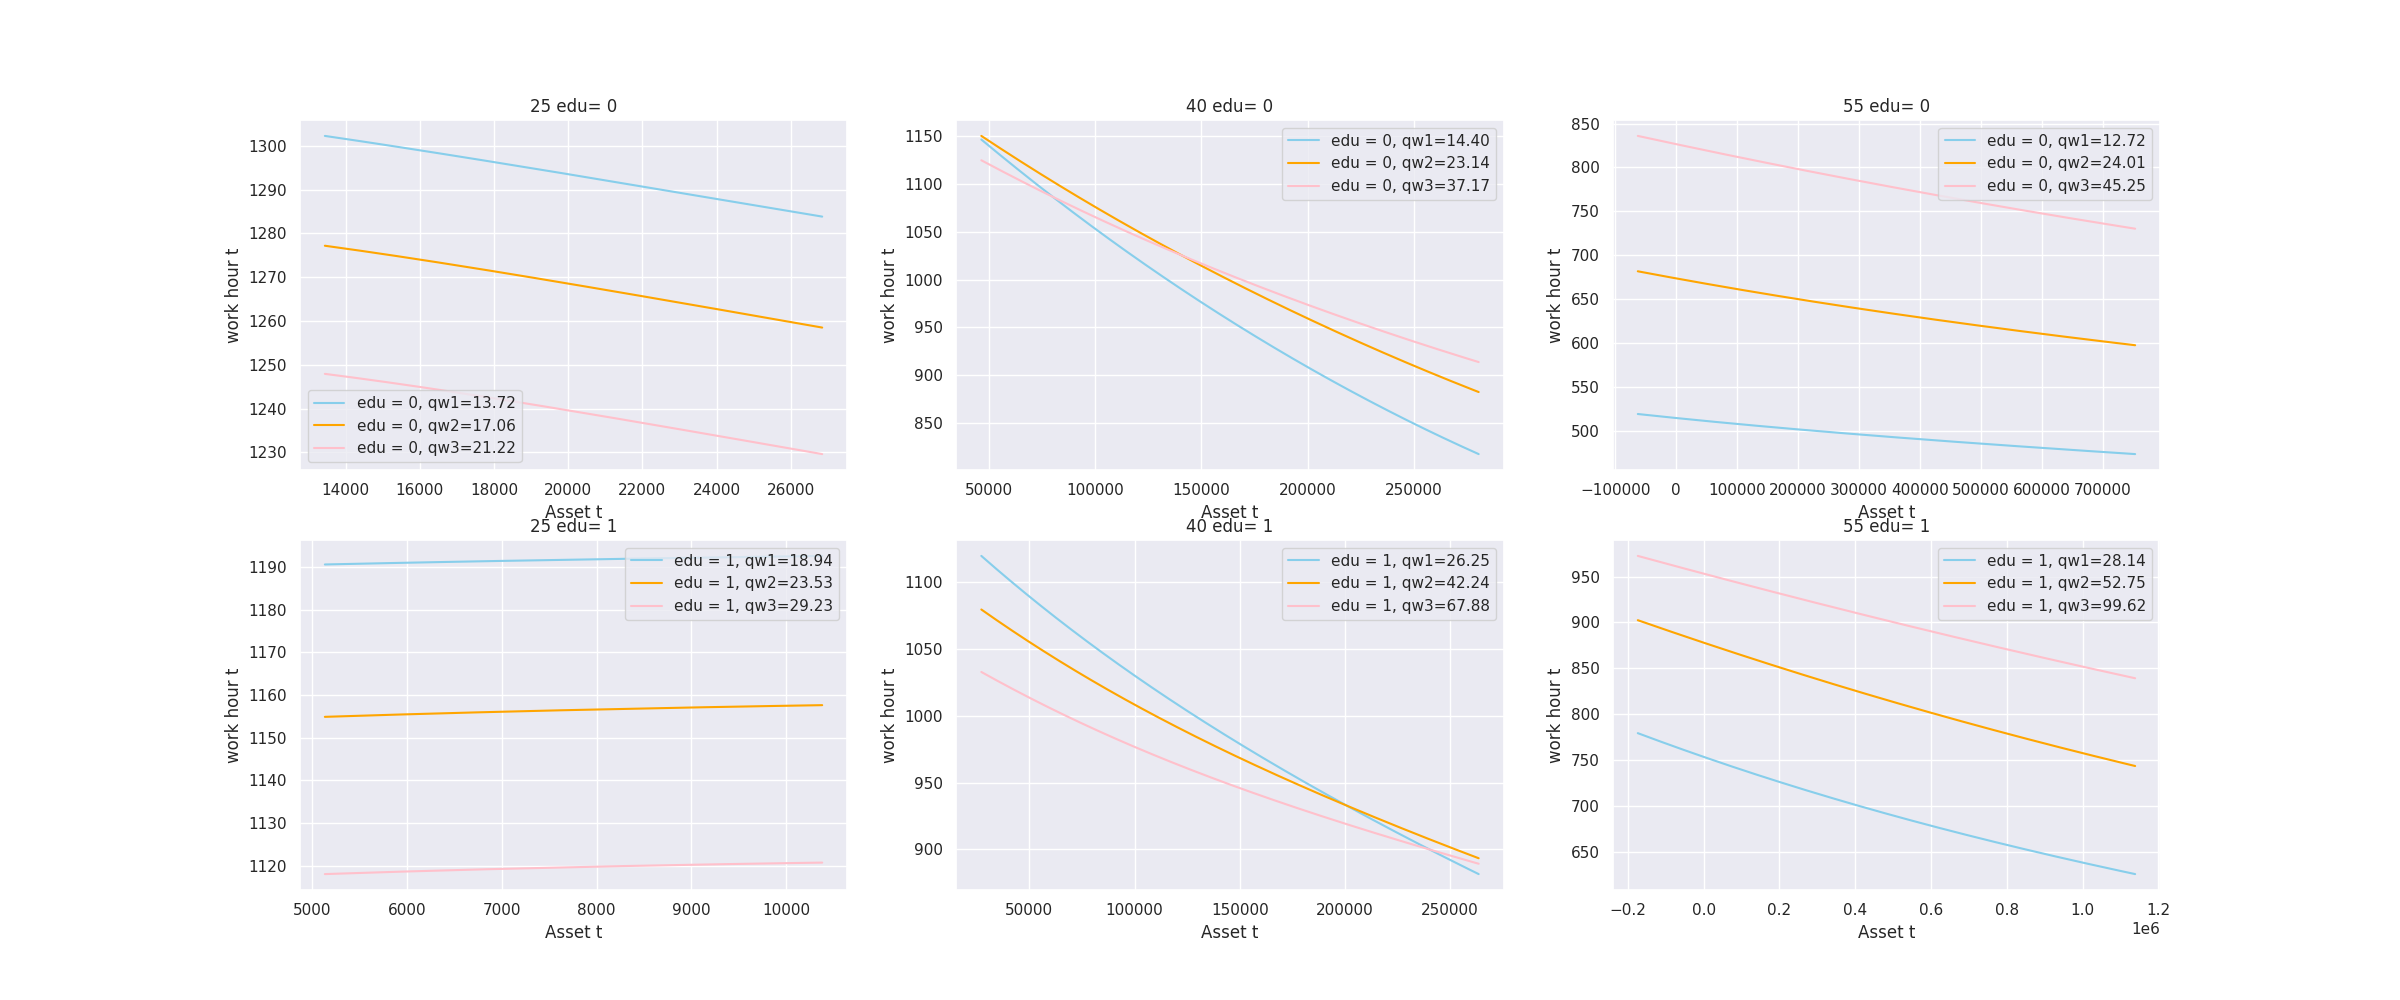 25 edu= 0
1300
1290
1280
1270
1260
1250
1240
1230
work hour t
edu = 0, qw1=13.72
edu = 0, qw2=17.06
edu = 0, qw3=21.22
14000 16000 18000 20000 22000 24000 26000
Asset t
40 edu= 0
1150
1100
1050
1000
950
900
850
work hour t
edu = 0, qw1=14.40
edu = 0, qw2=23.14
edu = 0, qw3=37.17
50000 100000 150000 200000 250000
Asset t
55 edu= 0
850
800
750
700
650
600
550
500
work hour t
edu = 0, qw1=12.72
edu = 0, qw2=24.01
edu = 0, qw3=45.25
−100000 0 100000 200000 300000 400000 500000 600000 700000
Asset t
25 edu= 1
1190
1180
1170
1160
1150
1140
1130
1120
work hour t
edu = 1, qw1=18.94
edu = 1, qw2=23.53
edu = 1, qw3=29.23
5000 6000 7000 8000 9000 10000
Asset t
40 edu= 1
1100
1050
1000
950
900
work hour t
edu = 1, qw1=26.25
edu = 1, qw2=42.24
edu = 1, qw3=67.88
50000 100000 150000 200000 250000
Asset t
55 edu= 1
950
900
850
800
750
700
650
work hour t
edu = 1, qw1=28.14
edu = 1, qw2=52.75
edu = 1, qw3=99.62
−0.2 0.0 0.2 0.4 0.6 0.8 1.0 1.2
1e6
Asset t